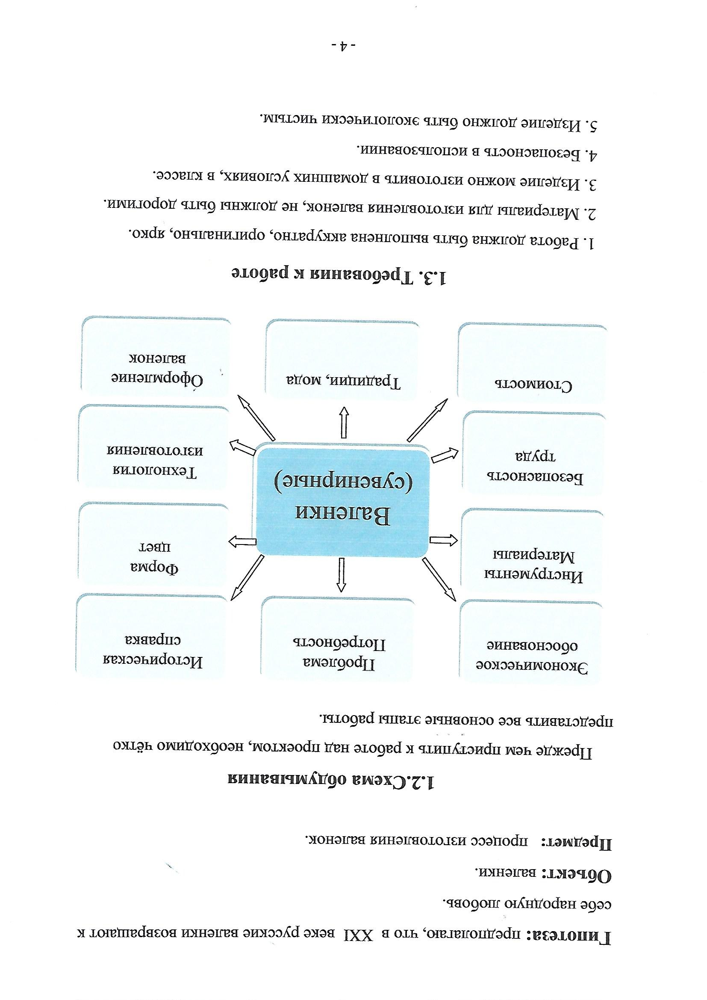 Гипотеза: предполагаю, что в XXI веке русские валенки возвращают к
себе народную любовь.
Объект: валенки.
Предмет: процесс изготовления валенок.
1.2.Схема обдумывания
Прежде чем приступить к работе над проектом, необходимо чётко
представить все основные этапы работы.
Экономическое
обоснование
Проблема
Потребность
Историческая
справка
Инструменты
Материалы
Форма
цвет
Валенки
(сувенирные)
Безопасность
труда
Технология
изготовления
Стоимость
Традиции, мода
Оформление
валенок
1.3. Требования к работе
1. Работа должна быть выполнена аккуратно, оригинально, ярко.
2. Материалы для изготовления валенок, не должны быть дорогими.
3. Изделие можно изготовить в домашних условиях, в классе.
4. Безопасность в использовании.
5. Изделие должно быть экологически чистым.
- 4 -